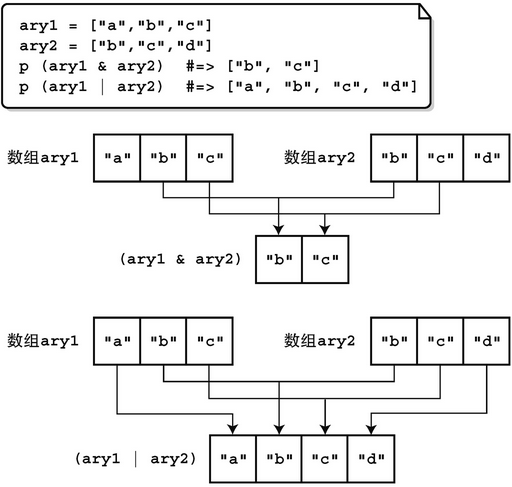 ary1 = ["a","b","c"]
ary2 = ["b","c","d"]
p (ary1 & ary2)  #=> ["b", "c"]
p (ary1 | ary2)  #=> ["a", "b", "c", "d"]
数组ary1 "a" "b" "c" 数组ary2 "b" "c" "d"
(ary1 & ary2) "b" "c"
数组ary1 "a" "b" "c" 数组ary2 "b" "c" "d"
(ary1 | ary2) "a" "b" "c" "d"